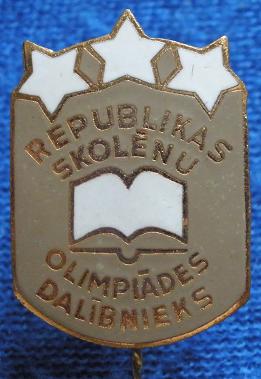 REPUBLIKAS
SKOLĒNU
OLIMPIĀDES
DALĪBNIEKS